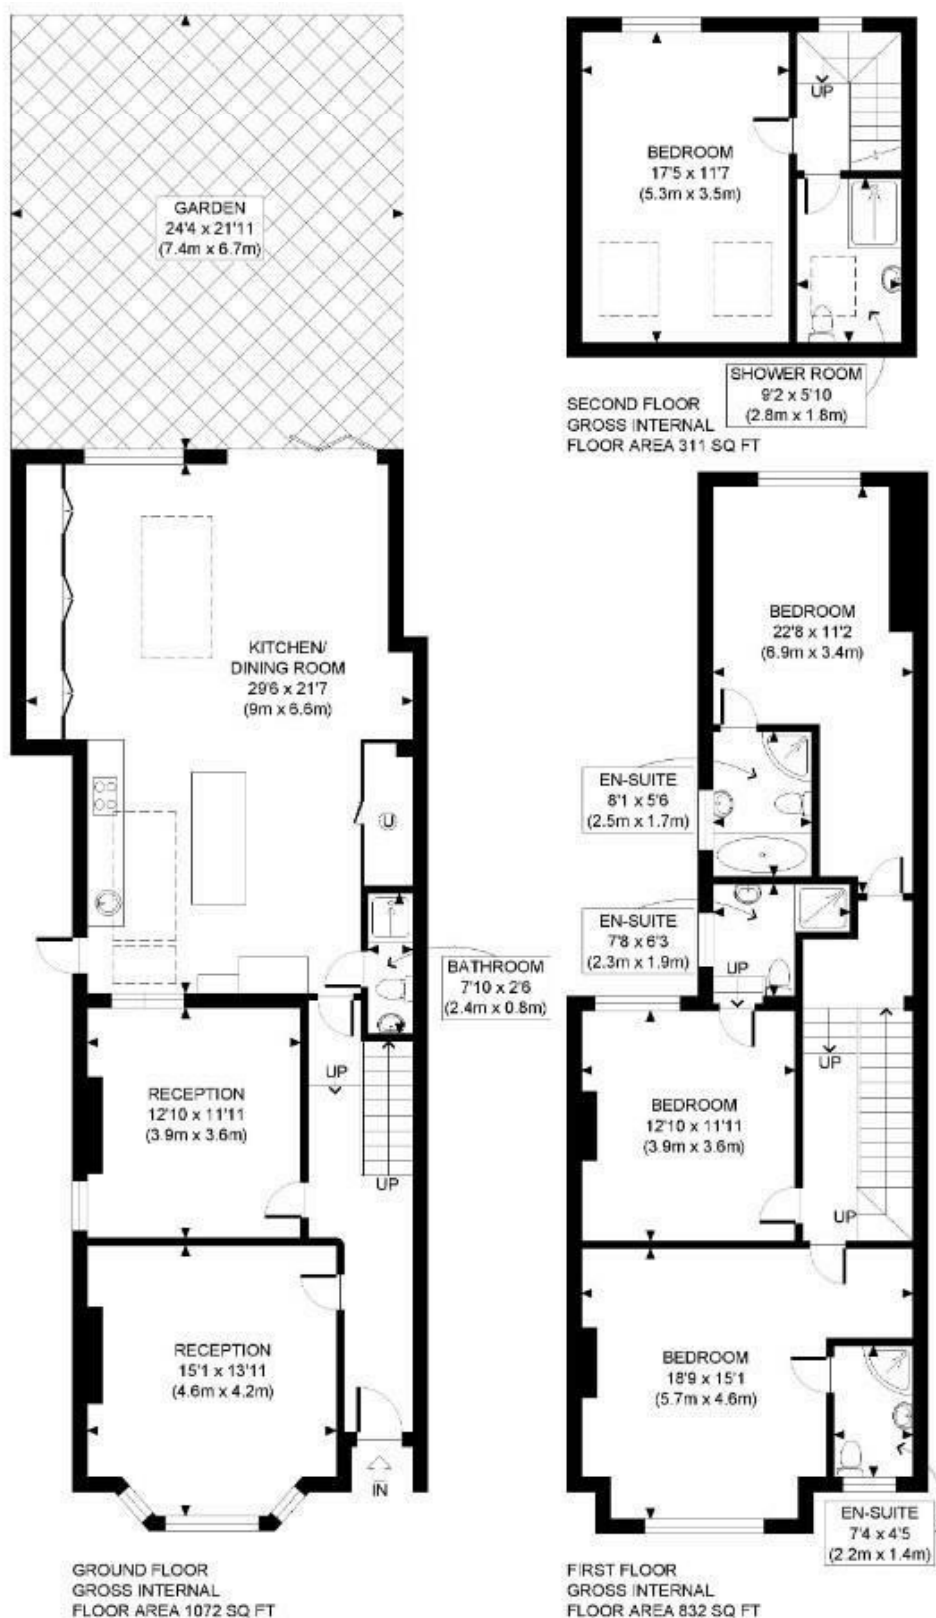 GARDEN
24'4 x 21'11
(7.4m x 6.7m)
KITCHEN/
DINING ROOM
29'6 x 21'7
(9m x 6.6m)
U
BATHROOM
7'10 x 2'6
(2.4m x 0.8m)
UP
UP
RECEPTION
12'10 x 11'11
(3.9m x 3.6m)
RECEPTION
15'1 x 13'11
(4.6m x 4.2m)
IN
GROUND FLOOR
GROSS INTERNAL
FLOOR AREA 1072 SQ FT
UP
BEDROOM
17'5 x 11'7
(5.3m x 3.5m)
SHOWER ROOM
9'2 x 5'10
(2.8m x 1.8m)
SECOND FLOOR
GROSS INTERNAL
FLOOR AREA 311 SQ FT
BEDROOM
22'8 x 11'2
(6.9m x 3.4m)
EN-SUITE
8'1 x 5'6
(2.5m x 1.7m)
EN-SUITE
7'8 x 6'3
(2.3m x 1.9m)
UP
UP
BEDROOM
12'10 x 11'11
(3.9m x 3.6m)
UP
BEDROOM
18'9 x 15'1
(5.7m x 4.6m)
EN-SUITE
7'4 x 4'5
(2.2m x 1.4m)
FIRST FLOOR
GROSS INTERNAL
FLOOR AREA 832 SQ FT